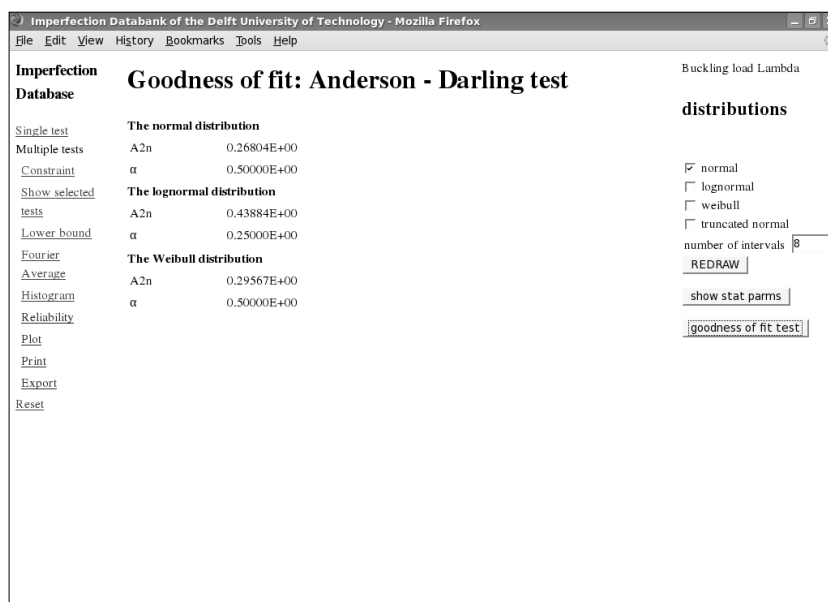 Imperfection Databank of the Delft University of Technology - Mozilla Firefox
File Edit View History Bookmarks Tools Help
Imperfection
Database
Single test
Multiple tests
Constraint
Show selected
tests
Lower bound
Fourier
Average
Histogram
Reliability
Plot
Print
Export
Reset
Goodness of fit: Anderson - Darling test
The normal distribution
A2n 0.26804E+00
α 0.50000E+00
The lognormal distribution
A2n 0.43884E+00
α 0.25000E+00
The Weibull distribution
A2n 0.29567E+00
α 0.50000E+00
Buckling load Lambda
distributions
normal
lognormal
weibull
truncated normal
number of intervals 8
REDRAW
show stat parms
goodness of fit test